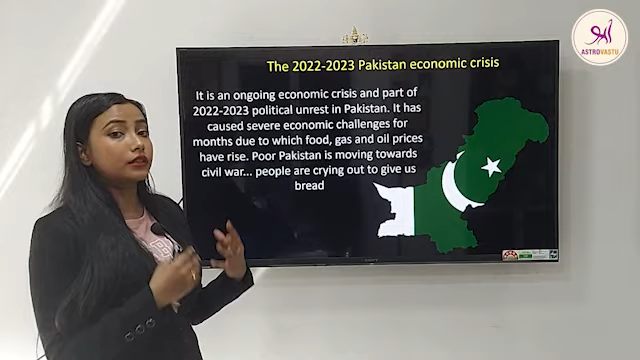 ASTROVASTU
The 2022-2023 Pakistan economic crisis
It is an ongoing economic crisis and part of
2022-2023 political unrest in Pakistan. It has
caused severe economic challenges for
months due to which food, gas and oil prices
have rise. Poor Pakistan is moving towards
civil war... people are crying out to give us
bread